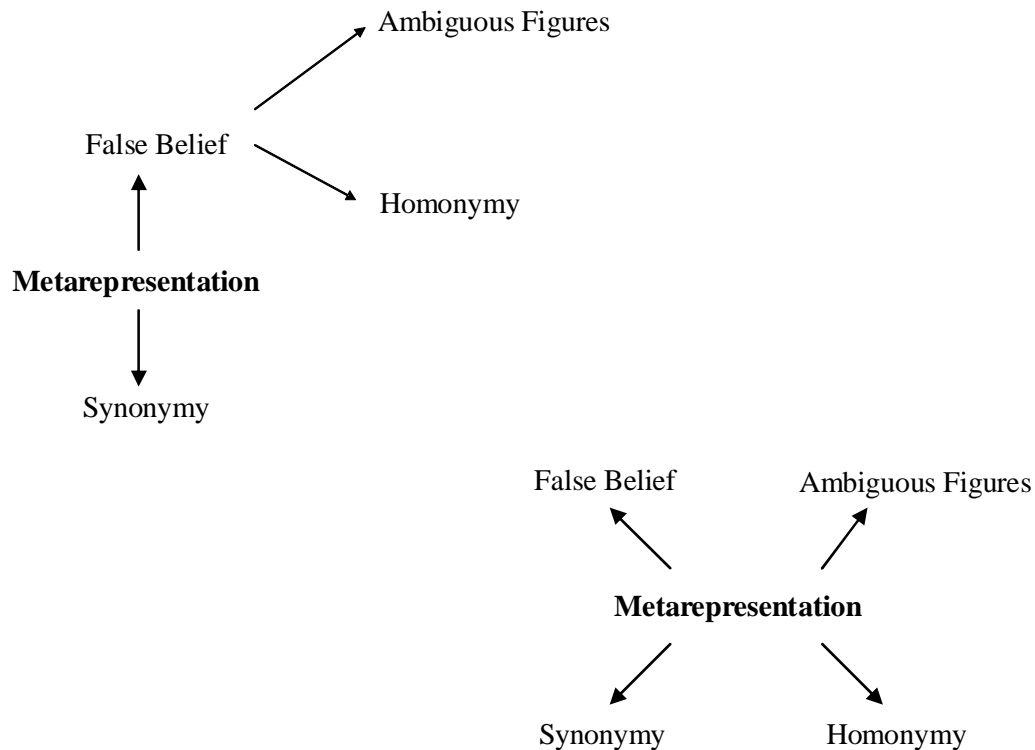 Ambiguous Figures
False Belief
Homonymy
Metarepresentation
Synonymy
False Belief Ambiguous Figures
Metarepresentation
Synonymy Homonymy